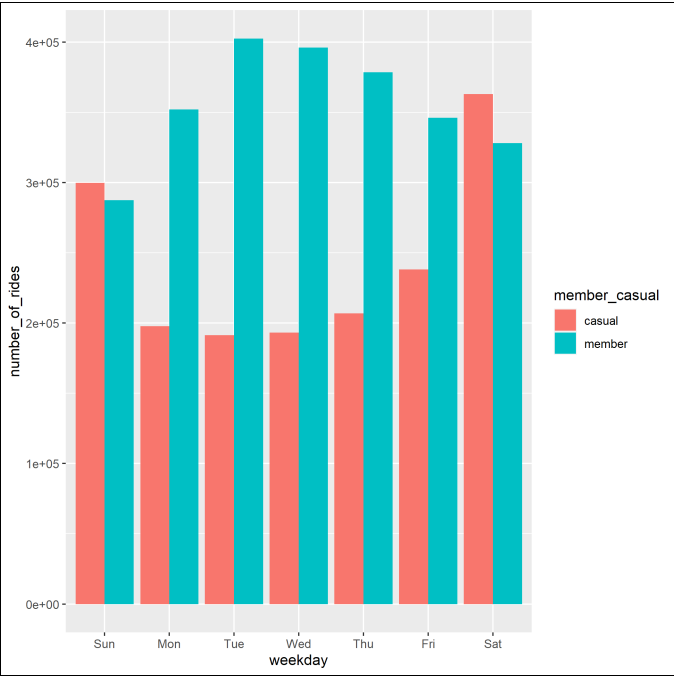 number_of_rides
4e+05
3e+05
2e+05
1e+05
0e+00
Sun Mon Tue Wed Thu Fri Sat
weekday
member_casual
casual
member